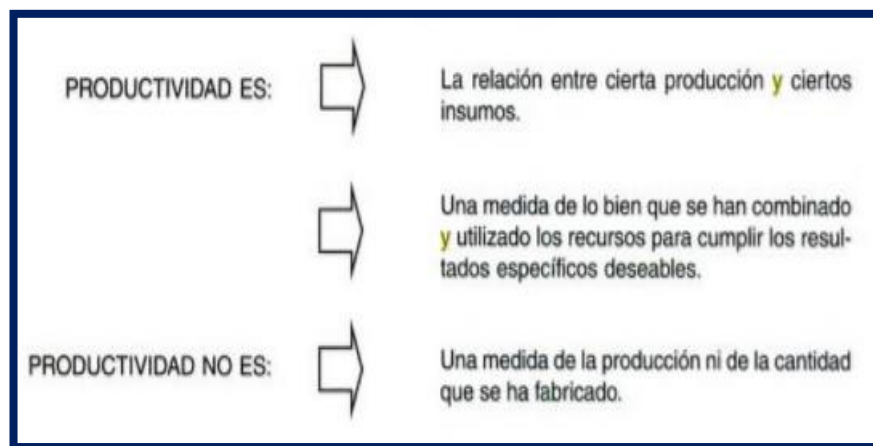 PRODUCTIVIDAD ES:
La relación entre cierta producción y ciertos
insumos.
Una medida de lo bien que se han combinado
y utilizado los recursos para cumplir los resul-
tados específicos deseables.
PRODUCTIVIDAD NO ES:
Una medida de la producción ni de la cantidad
que se ha fabricado.